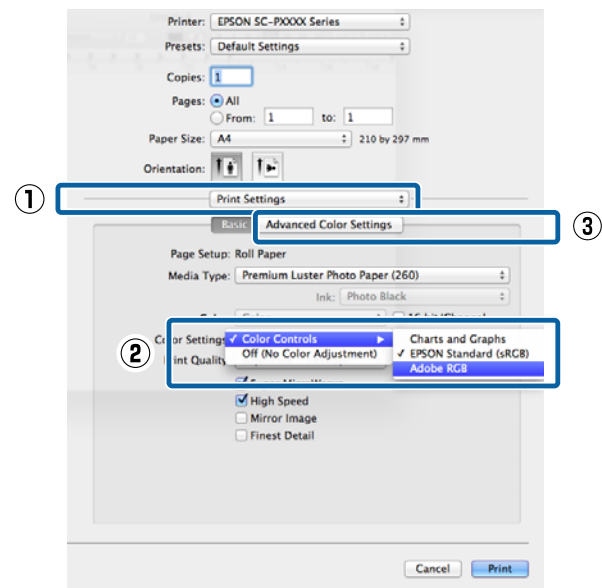 Printer: EPSON SC-PXXXX Series
Presets: Default Settings
Copies: 1
Pages: All
From: 1 to: 1
Paper Size: A4 210 by 297 mm
Orientation:
① Print Settings
Basic Advanced Color Settings ③
Page Setup: Roll Paper
Media Type: Premium Luster Photo Paper (260)
Ink: Photo Black
Color Settings Color Controls Charts and Graphs
② Off (No Color Adjustment) EPSON Standard (sRGB)
Print Quality Adobe RGB
High Speed
Mirror Image
Finest Detail
Cancel Print